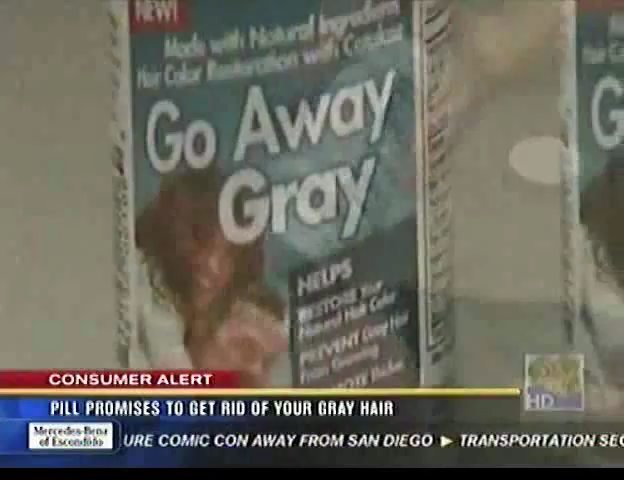 NEW!
Made with Natural Ingredients
Hair Color Restoration with Catalase
Go Away
Gray
HELPS
RESTORE Your
Natural Hair Color
PREVENT Gray Hair
From Growing
G
CONSUMER ALERT
PILL PROMISES TO GET RID OF YOUR GRAY HAIR
HD
Mercedes-Benz
of Escondido
URE COMIC CON AWAY FROM SAN DIEGO ► TRANSPORTATION SEC